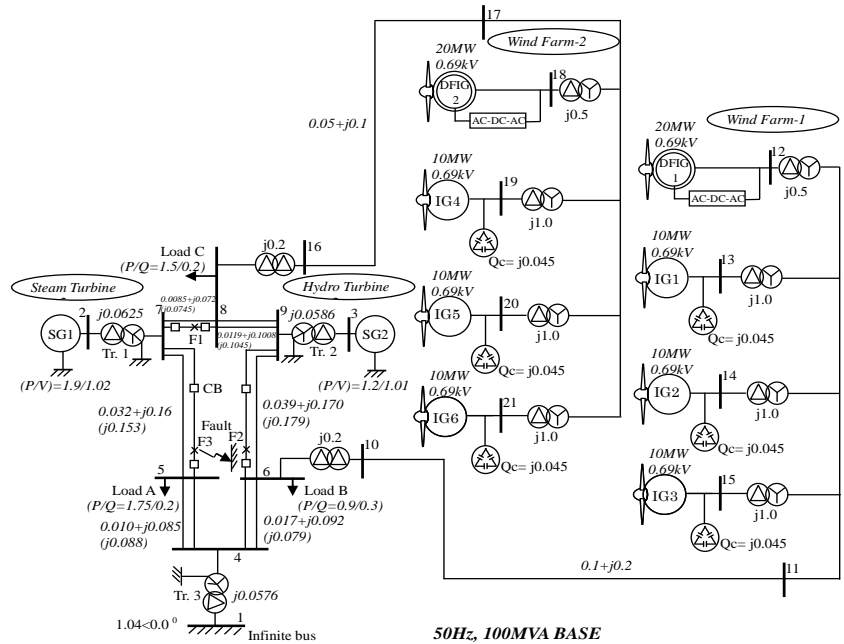 17
Wind Farm-2
20MW
0.69kV
DFIG
2
18
AC-DC-AC
j0.5
0.05+j0.1
Wind Farm-1
20MW
0.69kV
DFIG
1
12
AC-DC-AC
j0.5
10MW
0.69kV
IG4
19
j1.0
Qc= j0.045
16
j0.2
Load C
(P/Q=1.5/0.2)
10MW
0.69kV
IG1
13
j1.0
Qc= j0.045
Steam Turbine
Hydro Turbine
10MW
0.69kV
IG5
20
j1.0
Qc= j0.045
SG1
2
j0.0625
Tr. 1
7
0.0085+j0.072
(j0.0745)
8
F1
0.0119+j0.1008
(j0.1045)
9
j0.0586
Tr. 2
3
SG2
(P/V)=1.9/1.02
(P/V)=1.2/1.01
10MW
0.69kV
IG2
14
j1.0
Qc= j0.045
10MW
0.69kV
IG6
21
j1.0
Qc= j0.045
CB
0.032+j0.16
(j0.153)
0.039+j0.170
(j0.179)
Fault
F3
F2
j0.2
10
10MW
0.69kV
IG3
15
j1.0
Qc= j0.045
5
Load A
(P/Q=1.75/0.2)
6
Load B
(P/Q=0.9/0.3)
0.010+j0.085
(j0.088)
0.017+j0.092
(j0.079)
4
0.1+j0.2
11
Tr. 3
j0.0576
1.04<0.0⁰
1
Infinite bus
50Hz, 100MVA BASE